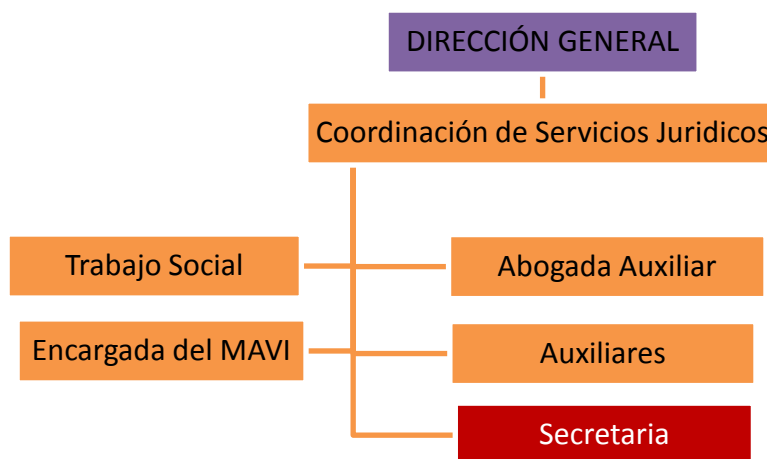 DIRECCIÓN GENERAL
Coordinación de Servicios Juridicos
Trabajo Social
Abogada Auxiliar
Encargada del MAVI
Auxiliares
Secretaria